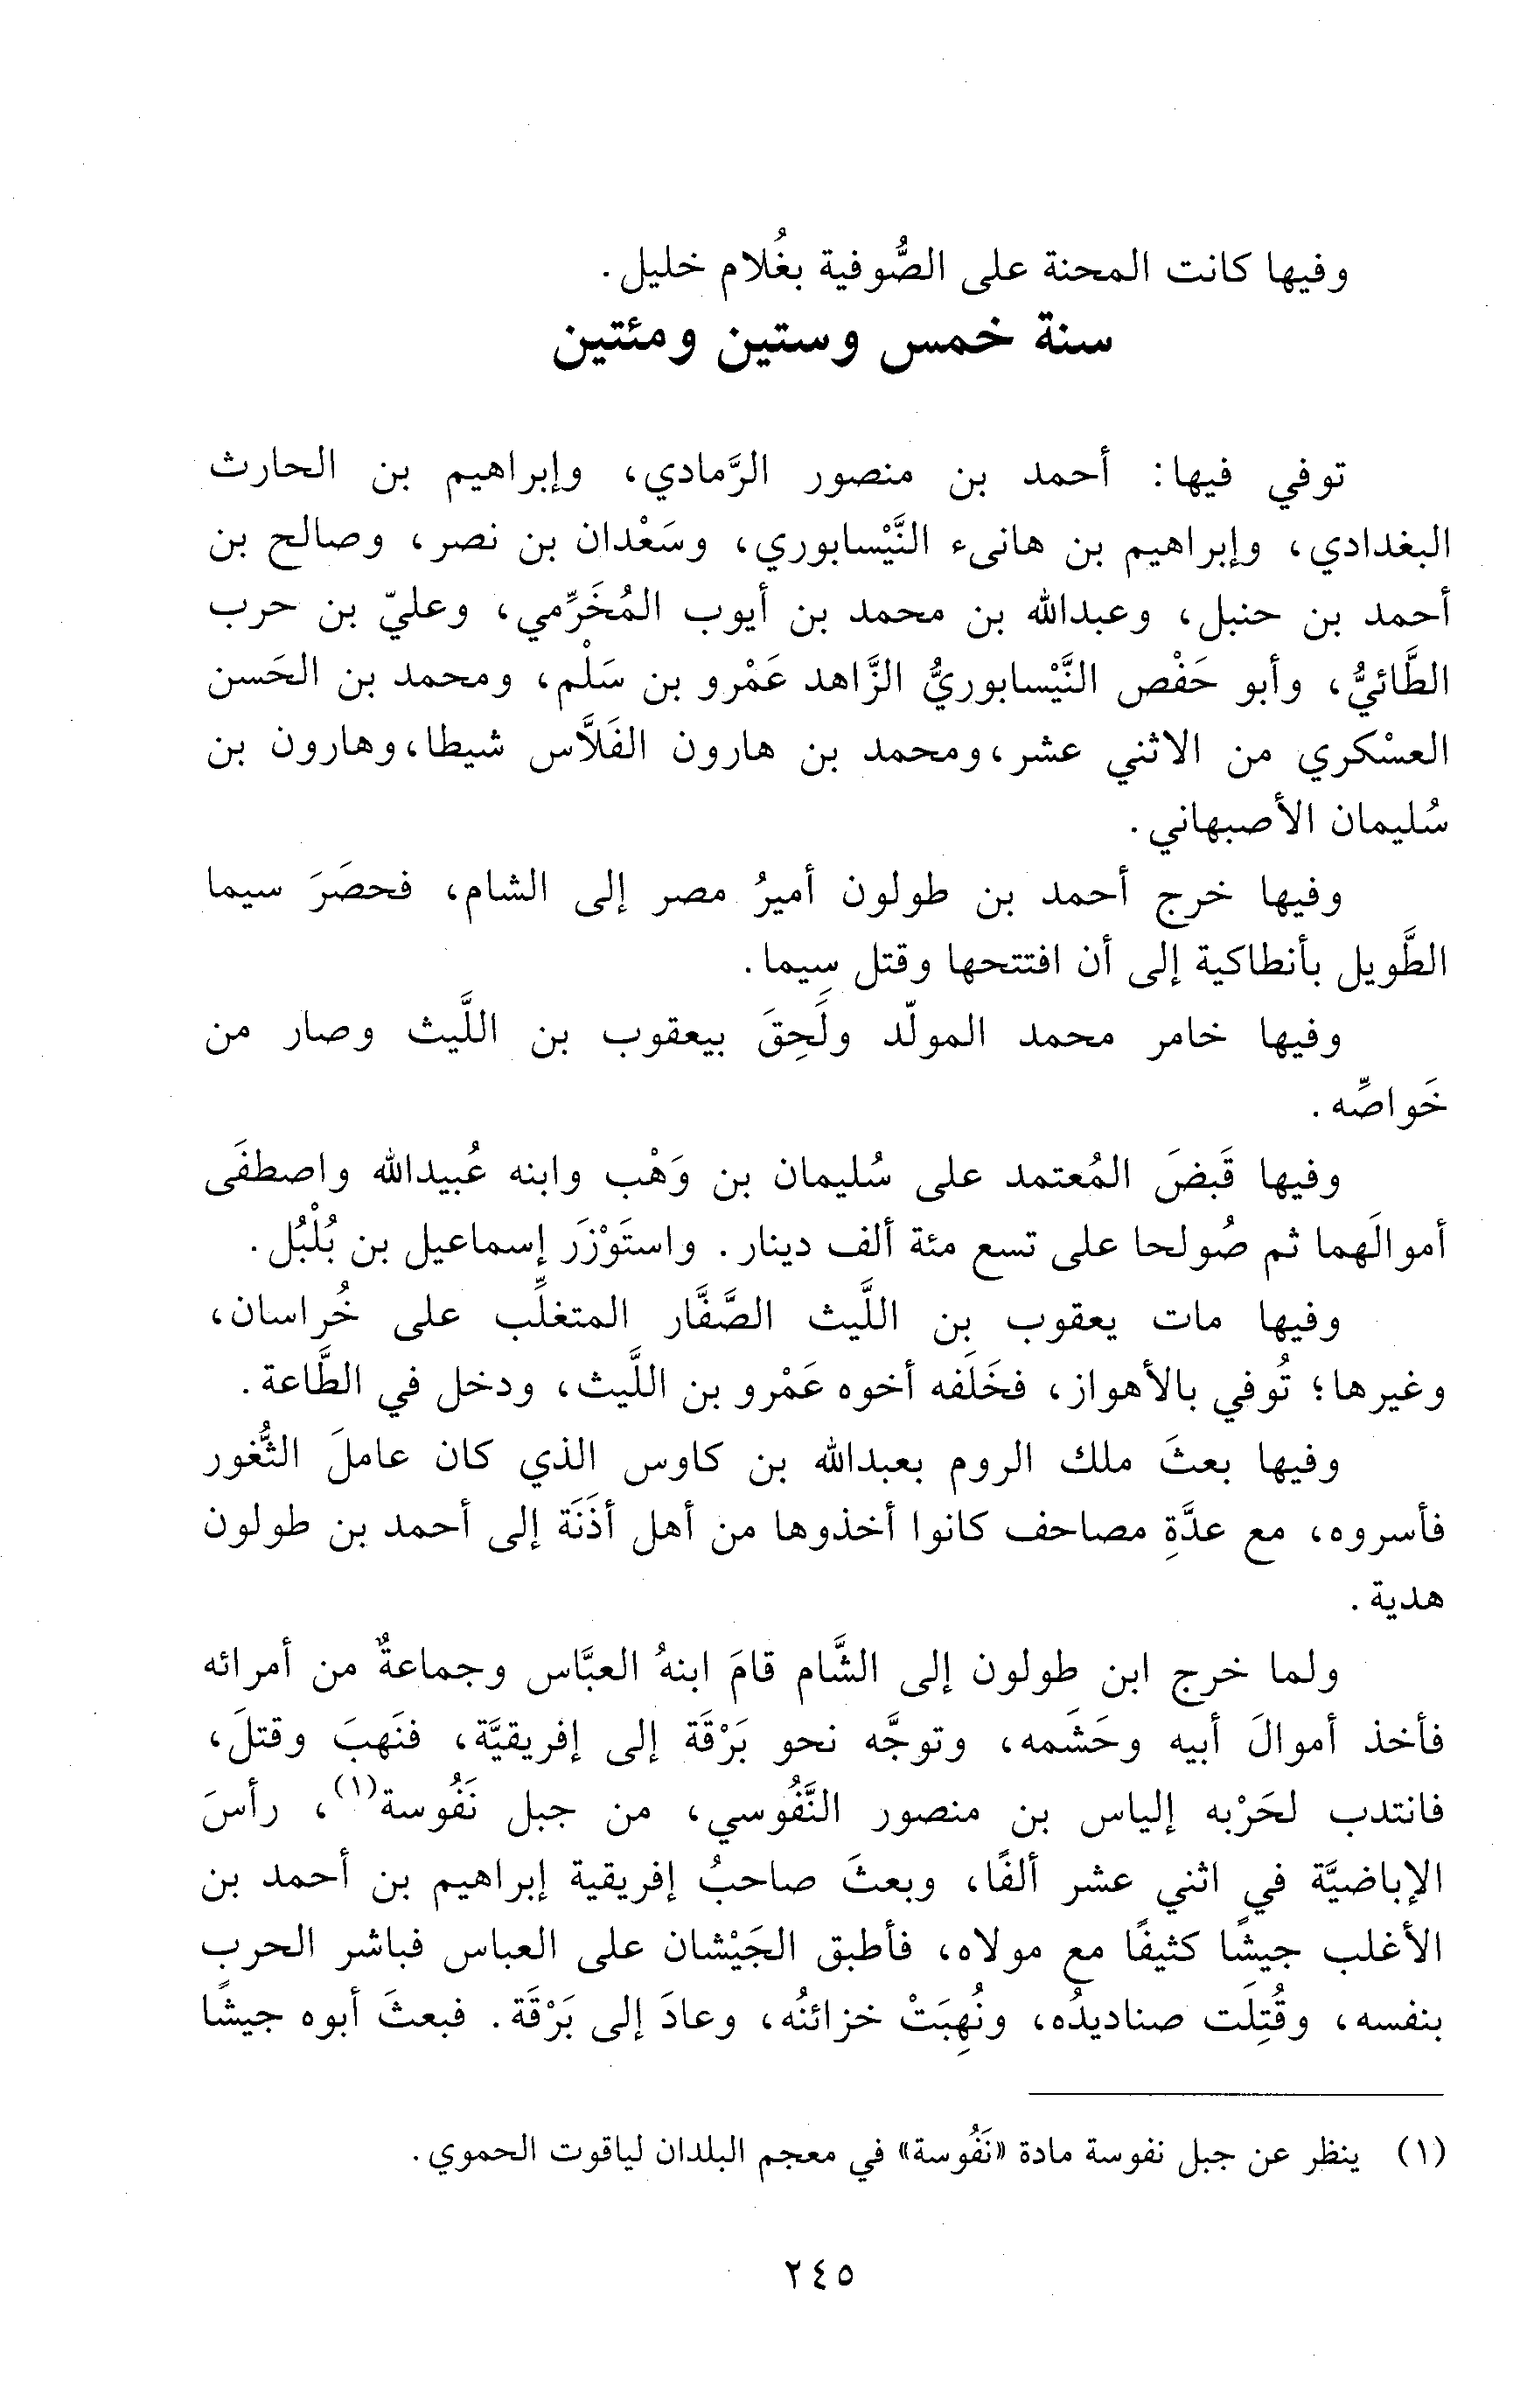 وفيها كانت المحنة على الصُّوفية بغُلام خليل.
سنة خمس وستين ومئتين
توفي فيها: أحمد بن منصور الرَّمادي، وإبراهيم بن الحارث
البغدادي، وإبراهيم بن هانىء النَّيْسابوري، وسَعْدان بن نصر، وصالح بن
أحمد بن حنبل، وعبدالله بن محمد بن أيوب المُخَرِّمي، وعليّ بن حرب
الطَّائيُّ، وأبو حَفْص النَّيْسابوريُّ الزَّاهد عَمْرو بن سَلْم، ومحمد بن الحَسن
العسْكري من الاثني عشر، ومحمد بن هارون الفَلاَّس شيطا، وهارون بن
سُليمان الأصبهاني.
وفيها خرج أحمد بن طولون أميرُ مصر إلى الشام، فحصَرَ سيما
الطَّويل بأنطاكية إلى أن افتتحها وقتل سِيما.
وفيها خامر محمد المولّد ولَحِقَ بيعقوب بن اللَّيث وصار من
خَواصِّه.
وفيها قَبضَ المُعتمد على سُليمان بن وَهْب وابنه عُبيدالله واصطفَى
أموالَهما ثم صُولحا على تسع مئة ألف دينار. واستَوْزَر إسماعيل بن بُلْبُل.
وفيها مات يعقوب بِن اللَّيث الصَّفَّار المتغلِّب على خُراسان،
وغيرها؛ تُوفي بالأهواز، فخَلَفه أخوه عَمْرو بن اللَّيث، ودخل في الطَّاعة.
وفيها بعثَ ملك الروم بعبدالله بن كاوس الذي كان عاملَ الثُّغور
فأسروه، مع عدَّةِ مصاحف كانوا أخذوها من أهل أذَنَة إلى أحمد بن طولون
هدية.
ولما خرج ابن طولون إلى الشَّام قامَ ابنهُ العبَّاس وجماعةٌ من أمرائه
فأخذ أموالَ أبيه وحَشَمه، وتوجَّه نحو بَرْقَة إلى إفريقيَّة، فنَهبَ وقتلَ،
فانتدب لحَرْبه إلياس بن منصور النَّفُوسي، من جبل نَفُوسة(١)، رأسَ
الإباضيَّة في اثني عشر ألفًا، وبعثَ صاحبُ إفريقية إبراهيم بن أحمد بن
الأغلب جيشًا كثيفًا مع مولاه، فأطبق الجَيْشان على العباس فباشر الحرب
بنفسه، وقُتِلَت صناديدُه، ونُهِبَتْ خزائنُه، وعادَ إلى بَرْقَة. فبعثَ أبوه جيشًا
(١) ينظر عن جبل نفوسة مادة «نَفُوسة» في معجم البلدان لياقوت الحموي.
٢٤٥